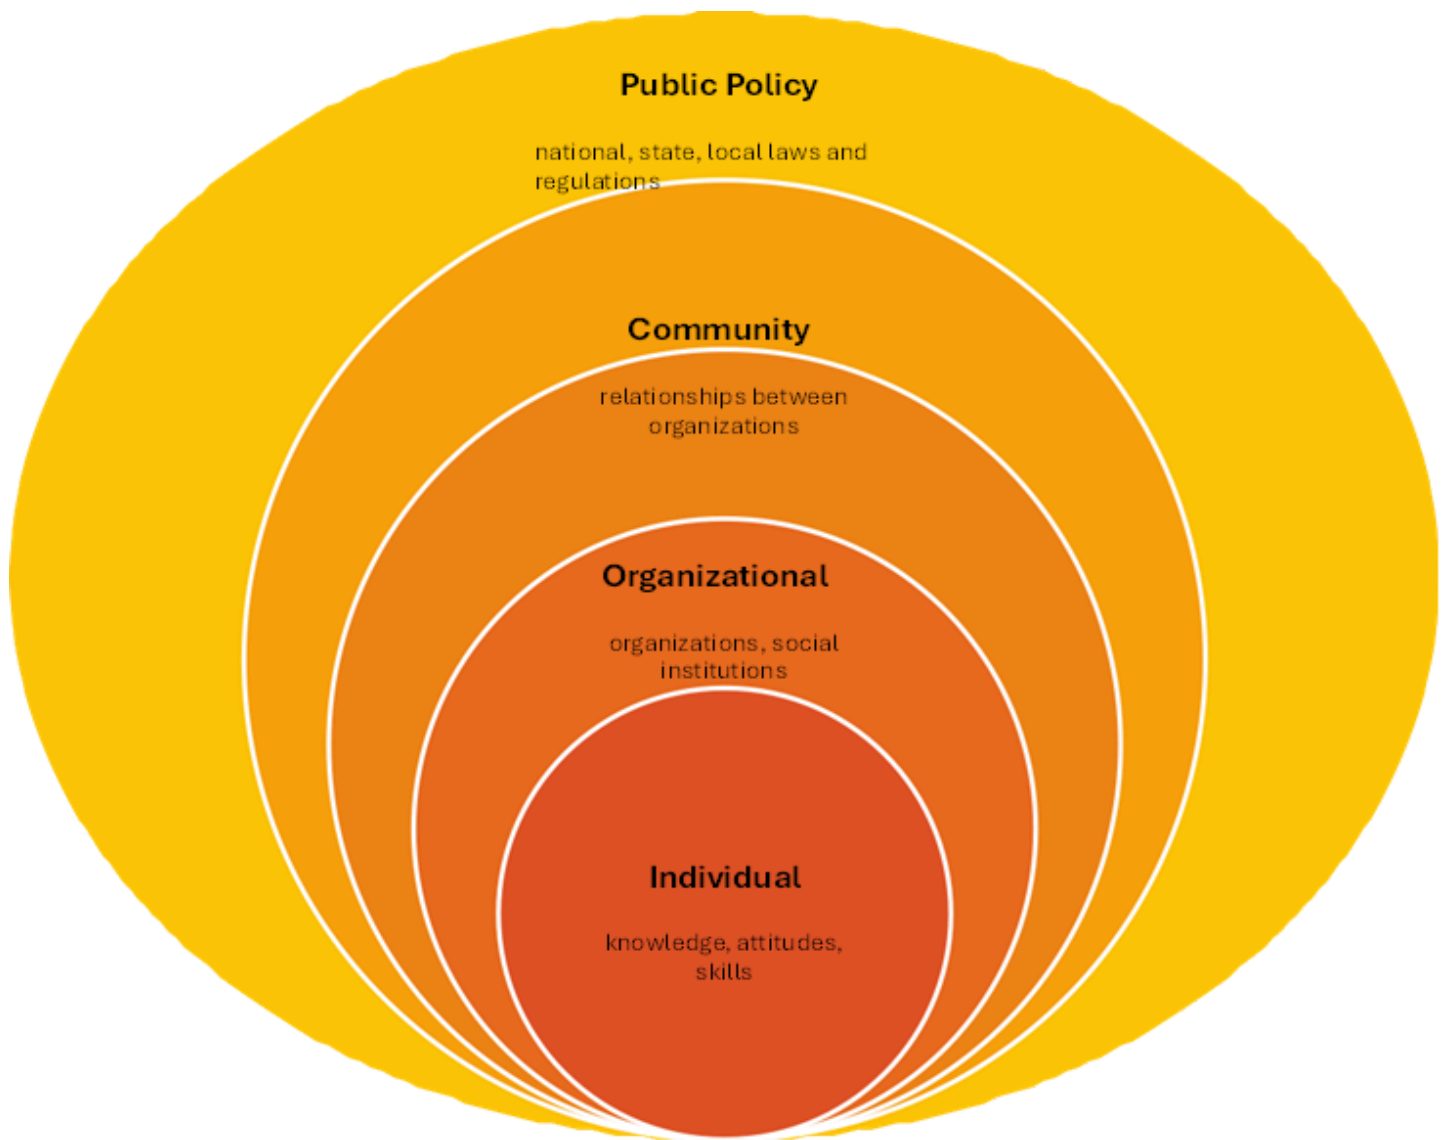 Public Policy
national, state, local laws and
regulations
Community
relationships between
organizations
Organizational
organizations, social
institutions
Individual
knowledge, attitudes,
skills